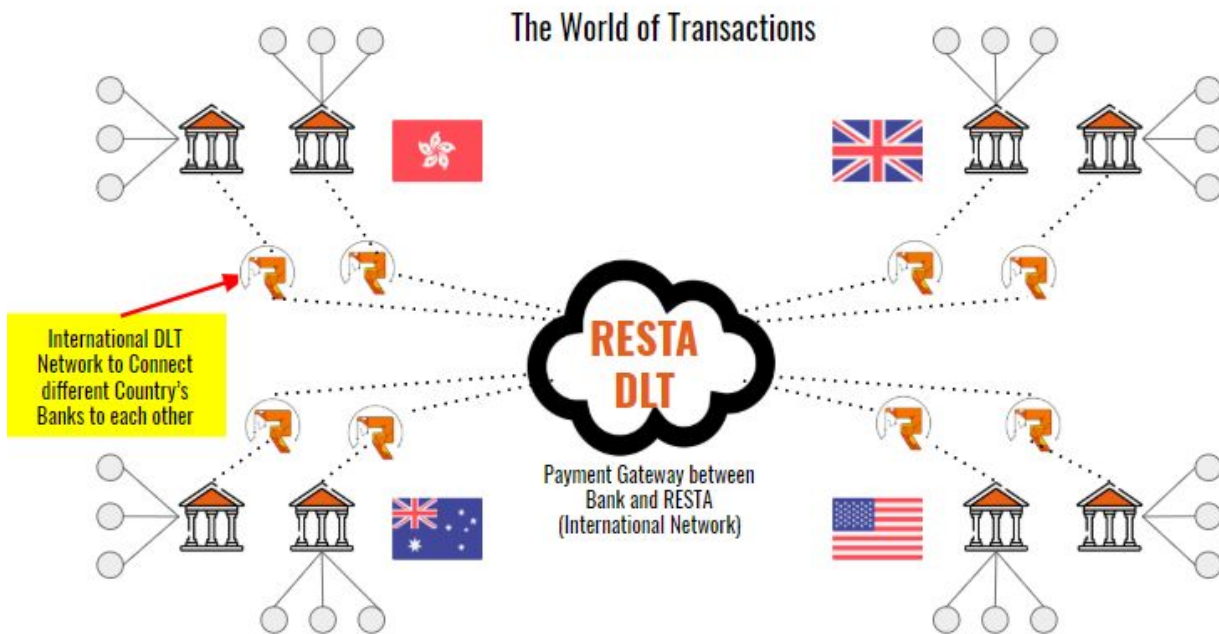 The World of Transactions
International DLT
Network to Connect
different Country's
Banks to each other
RESTA
DLT
Payment Gateway between
Bank and RESTA
(International Network)